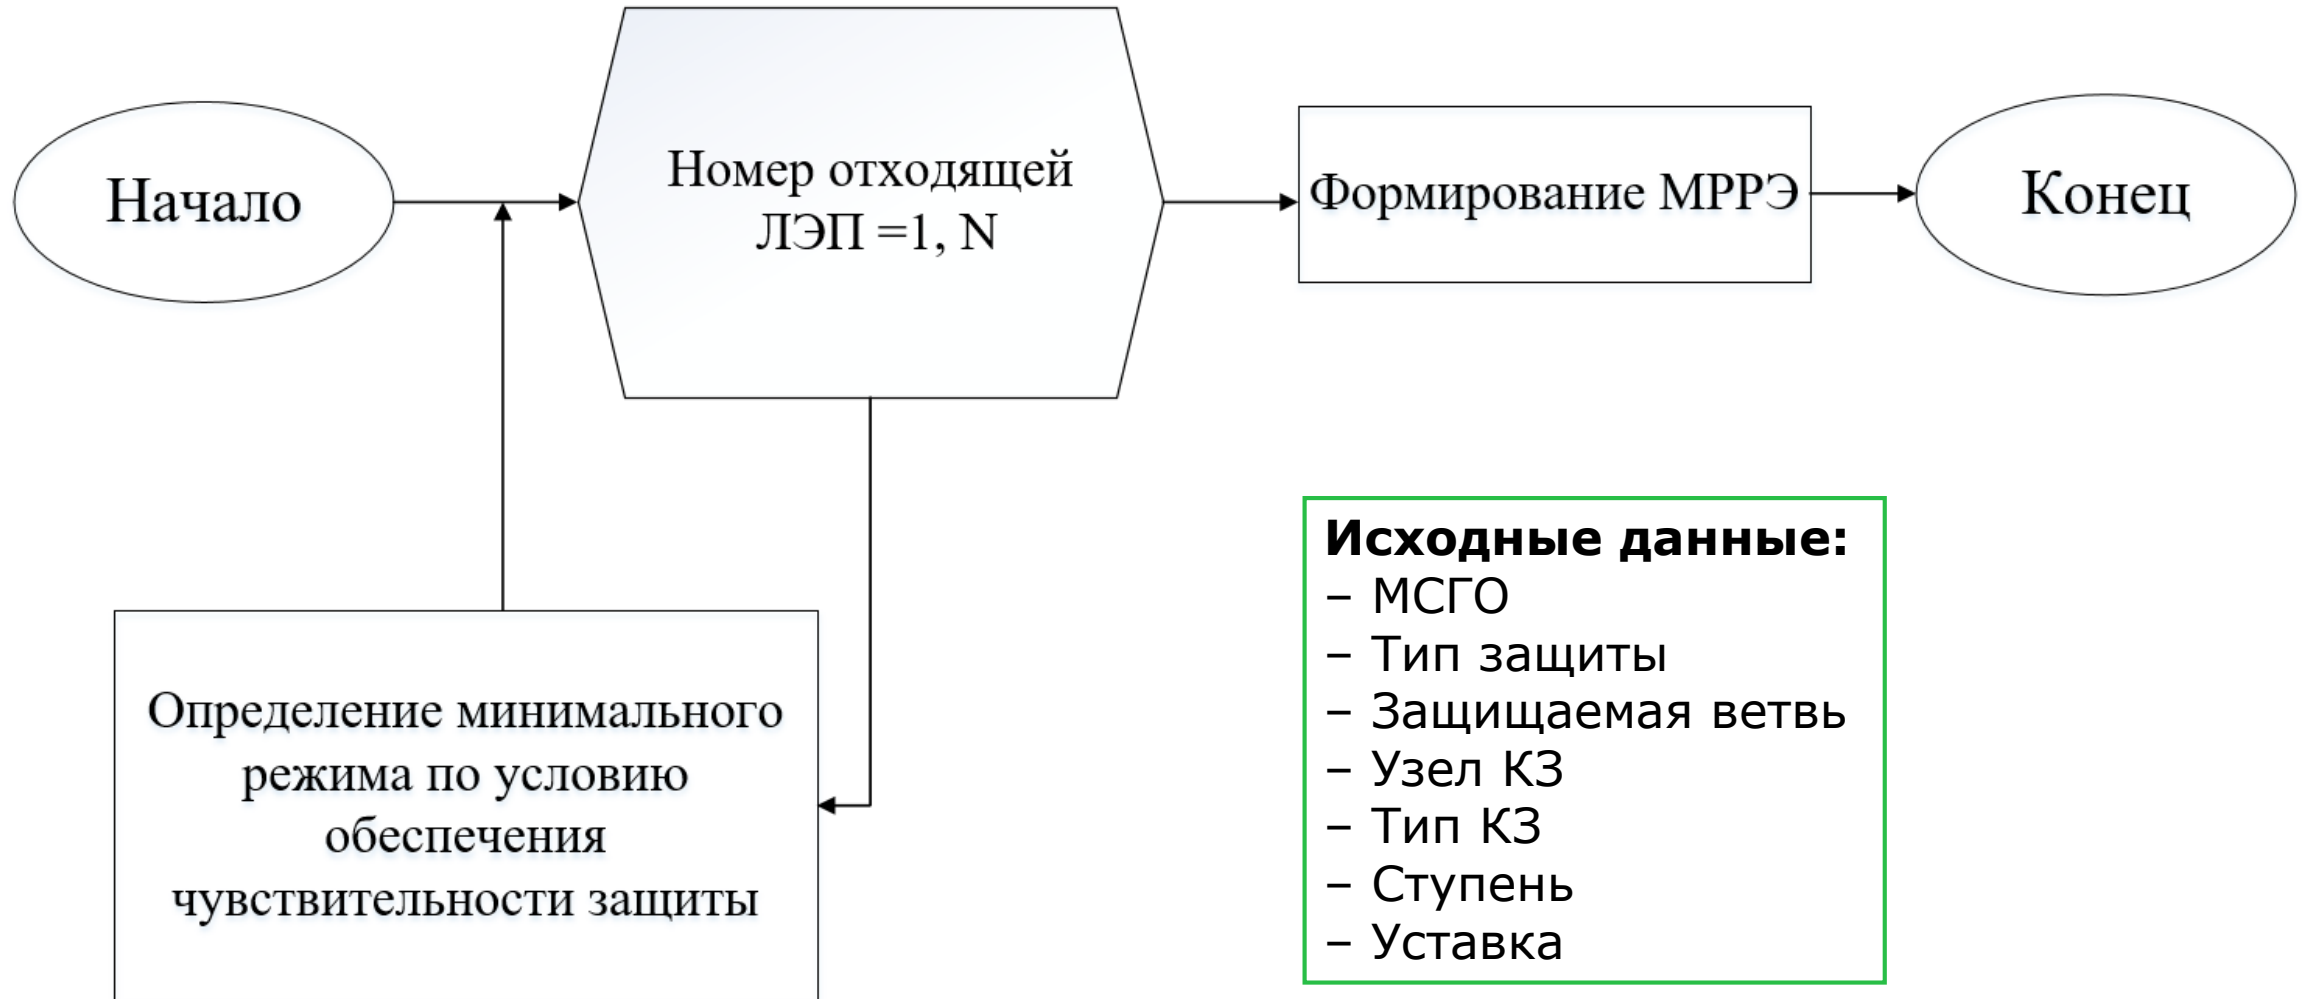 Начало
Номер отходящей
ЛЭП =1, N
Формирование МРРЭ
Конец
Определение минимального
режима по условию
обеспечения
чувствительности защиты
Исходные данные:
– МСГО
– Тип защиты
– Защищаемая ветвь
– Узел КЗ
– Тип КЗ
– Ступень
– Уставка